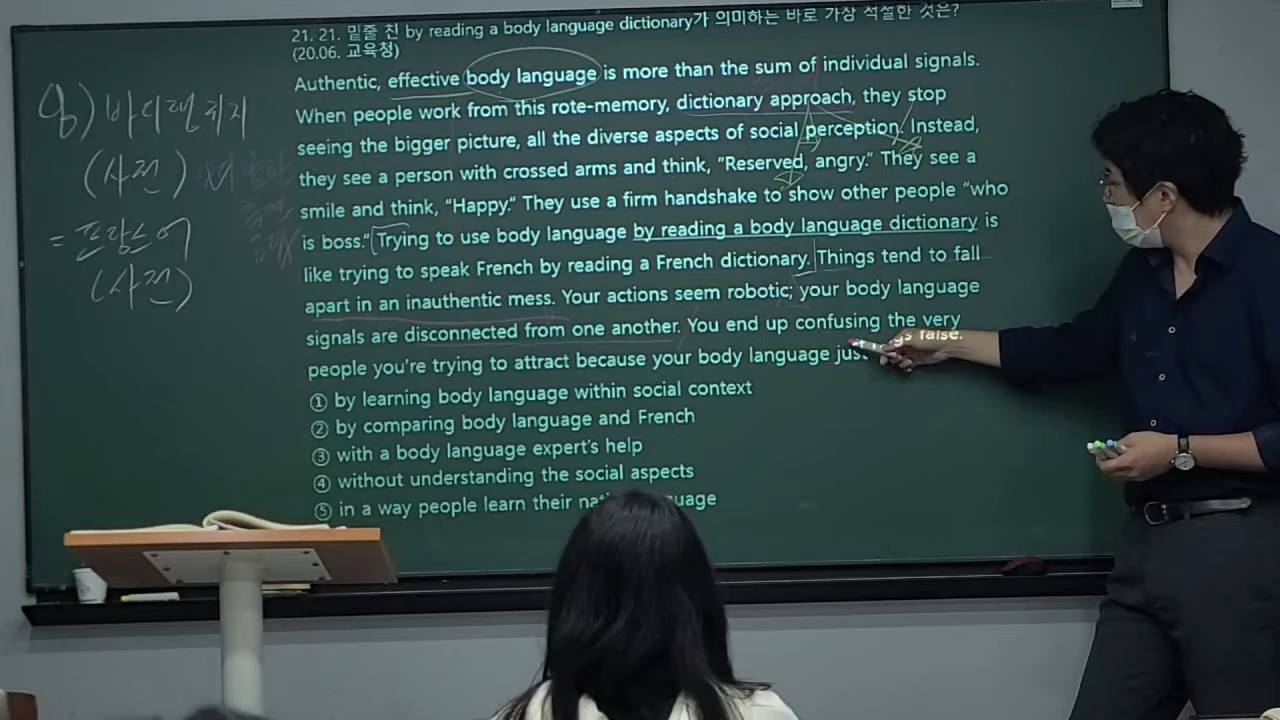 21. 21. 밑줄 친 by reading a body language dictionary가 의미하는 바로 가장 적절한 것은?
(20.06. 교육청)
Authentic, effective body language is more than the sum of individual signals.
When people work from this rote-memory, dictionary approach, they stop
seeing the bigger picture, all the diverse aspects of social perception. Instead,
they see a person with crossed arms and think, “Reserved, angry.” They see a
smile and think, “Happy.” They use a firm handshake to show other people “who
is boss.” Trying to use body language by reading a body language dictionary is
like trying to speak French by reading a French dictionary. Things tend to fall
apart in an inauthentic mess. Your actions seem robotic; your body language
signals are disconnected from one another. You end up confusing the very
people you’re trying to attract because your body language false.
① by learning body language within social context
② by comparing body language and French
③ with a body language expert’s help
④ without understanding the social aspects
⑤ in a way people learn their
(사전)
= 프랑스어
(사전)